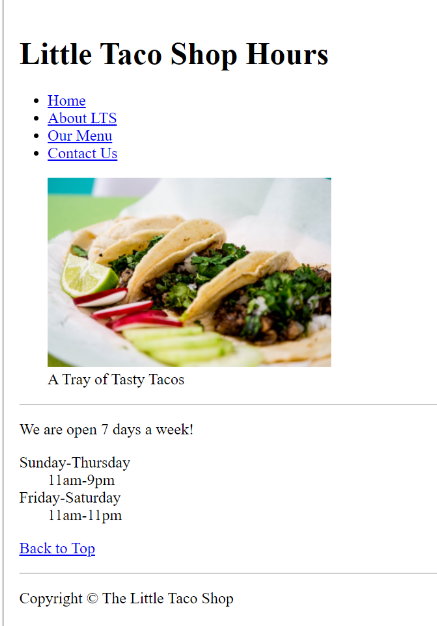 Little Taco Shop Hours
Home
About LTS
Our Menu
Contact Us
A Tray of Tasty Tacos
We are open 7 days a week!
Sunday-Thursday
11am-9pm
Friday-Saturday
11am-11pm
Back to Top
Copyright © The Little Taco Shop